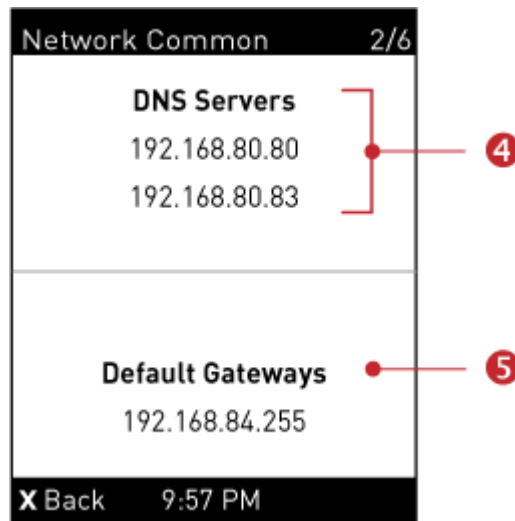 Network Common 2/6
DNS Servers
192.168.80.80
192.168.80.83
4
Default Gateways
192.168.84.255
5
X Back 9:57 PM